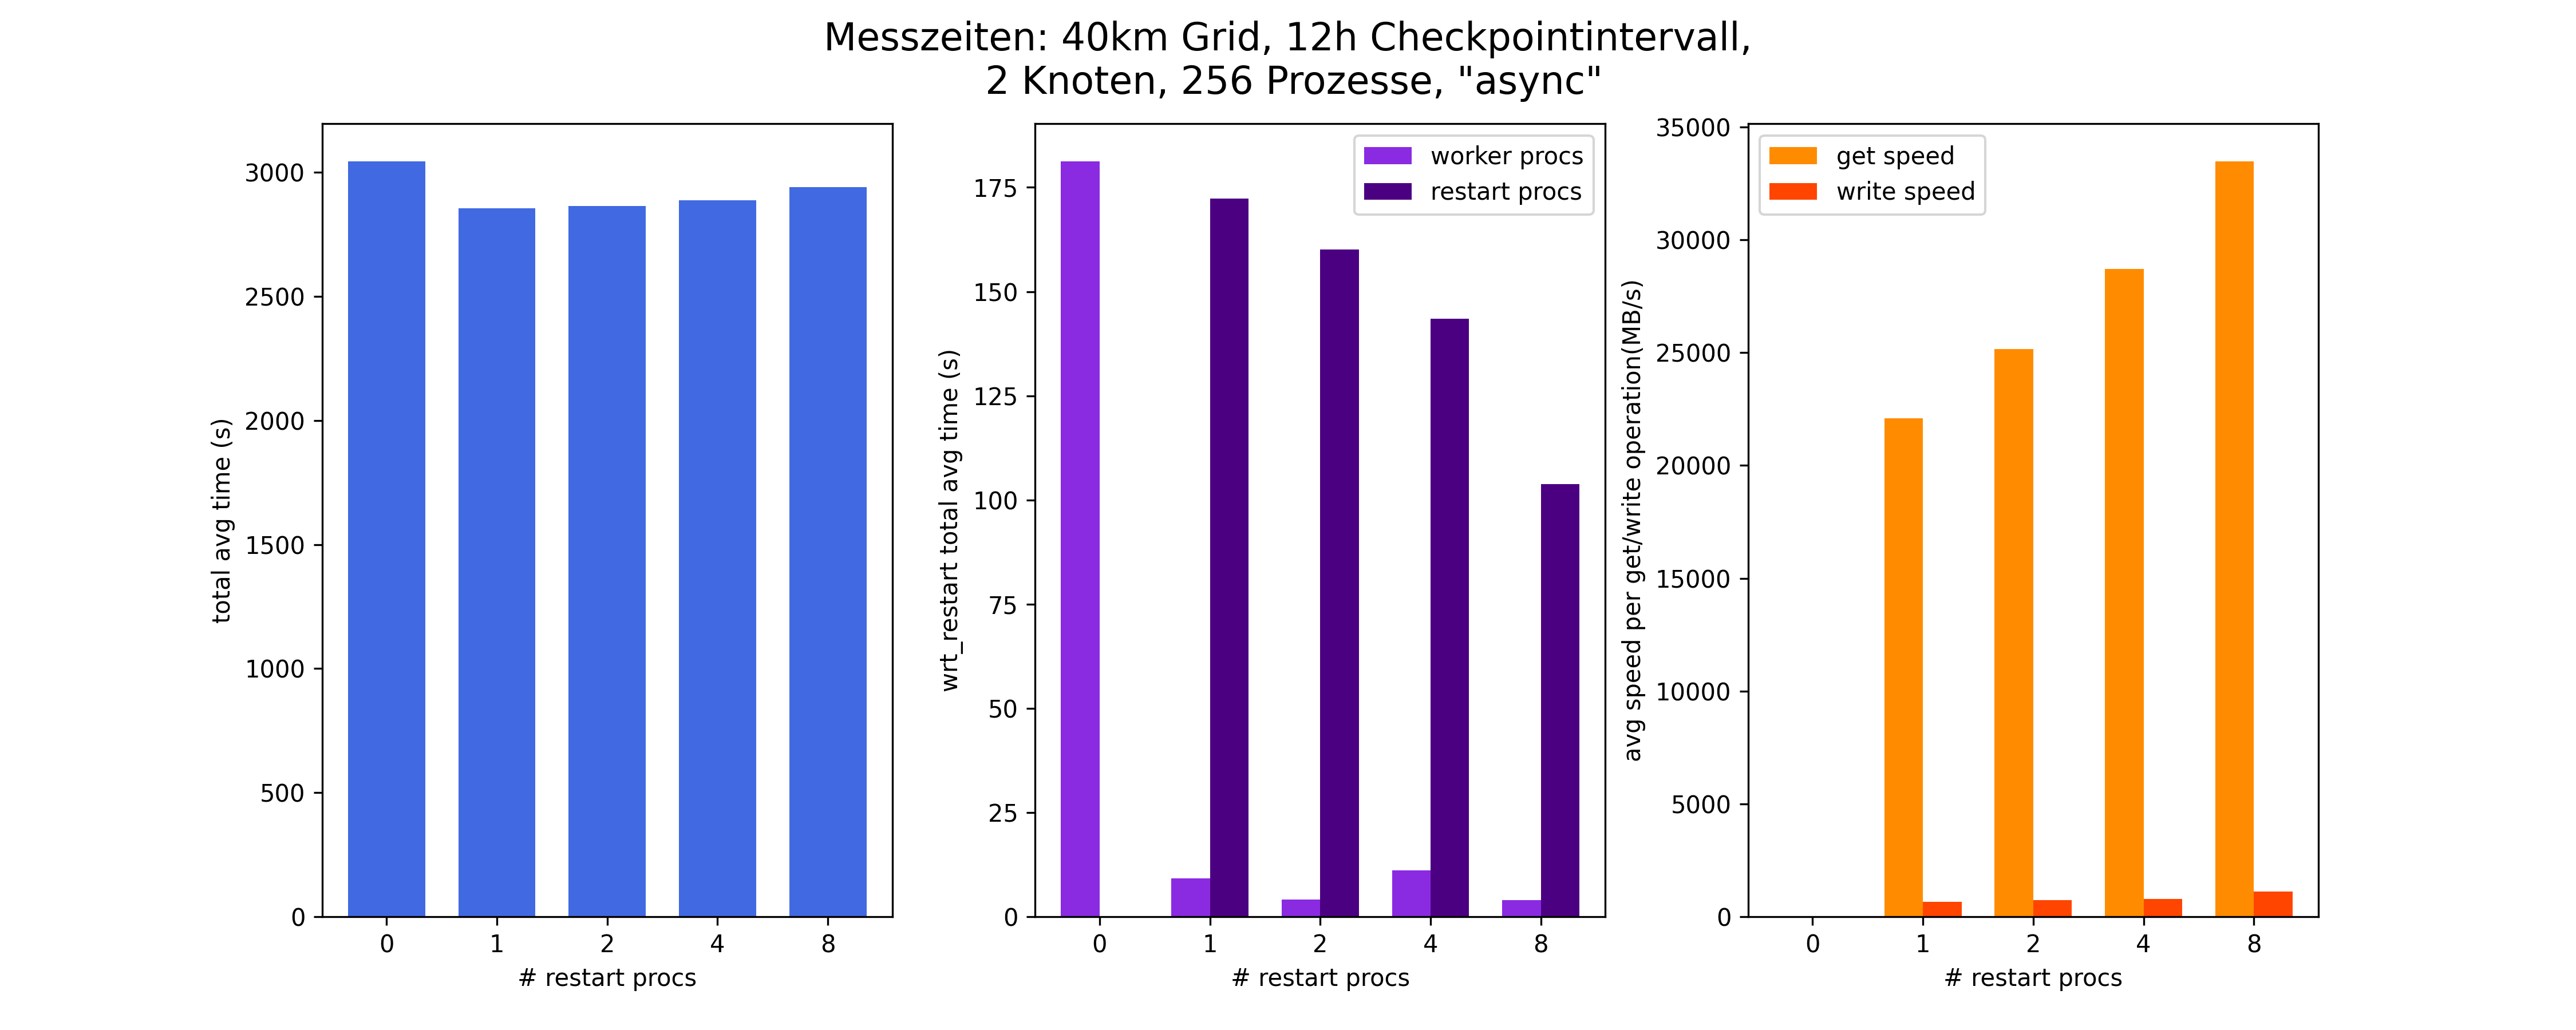 Messzeiten: 40km Grid, 12h Checkpointintervall,
2 Knoten, 256 Prozesse, "async"
total avg time (s)
3000
2500
2000
1500
1000
500
0
0 1 2 4 8
# restart procs
wrt_restart total avg time (s)
175
150
125
100
75
50
25
0
worker procs
restart procs
0 1 2 4 8
# restart procs
avg speed per get/write operation(MB/s)
35000
30000
25000
20000
15000
10000
5000
0
get speed
write speed
0 1 2 4 8
# restart procs